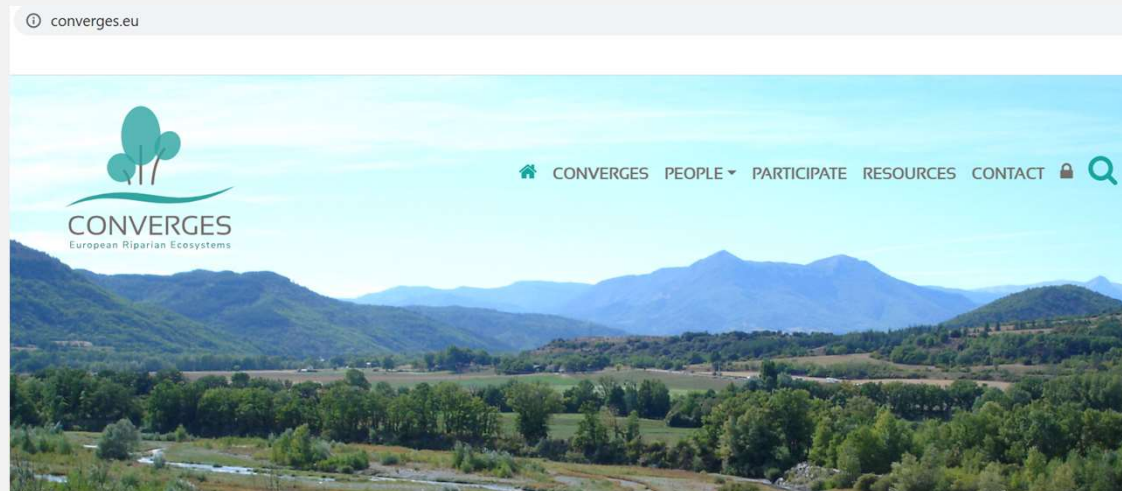 converges.eu
CONVERGES PEOPLE PARTICIPATE RESOURCES CONTACT
CONVERGES
European Riparian Ecosystems